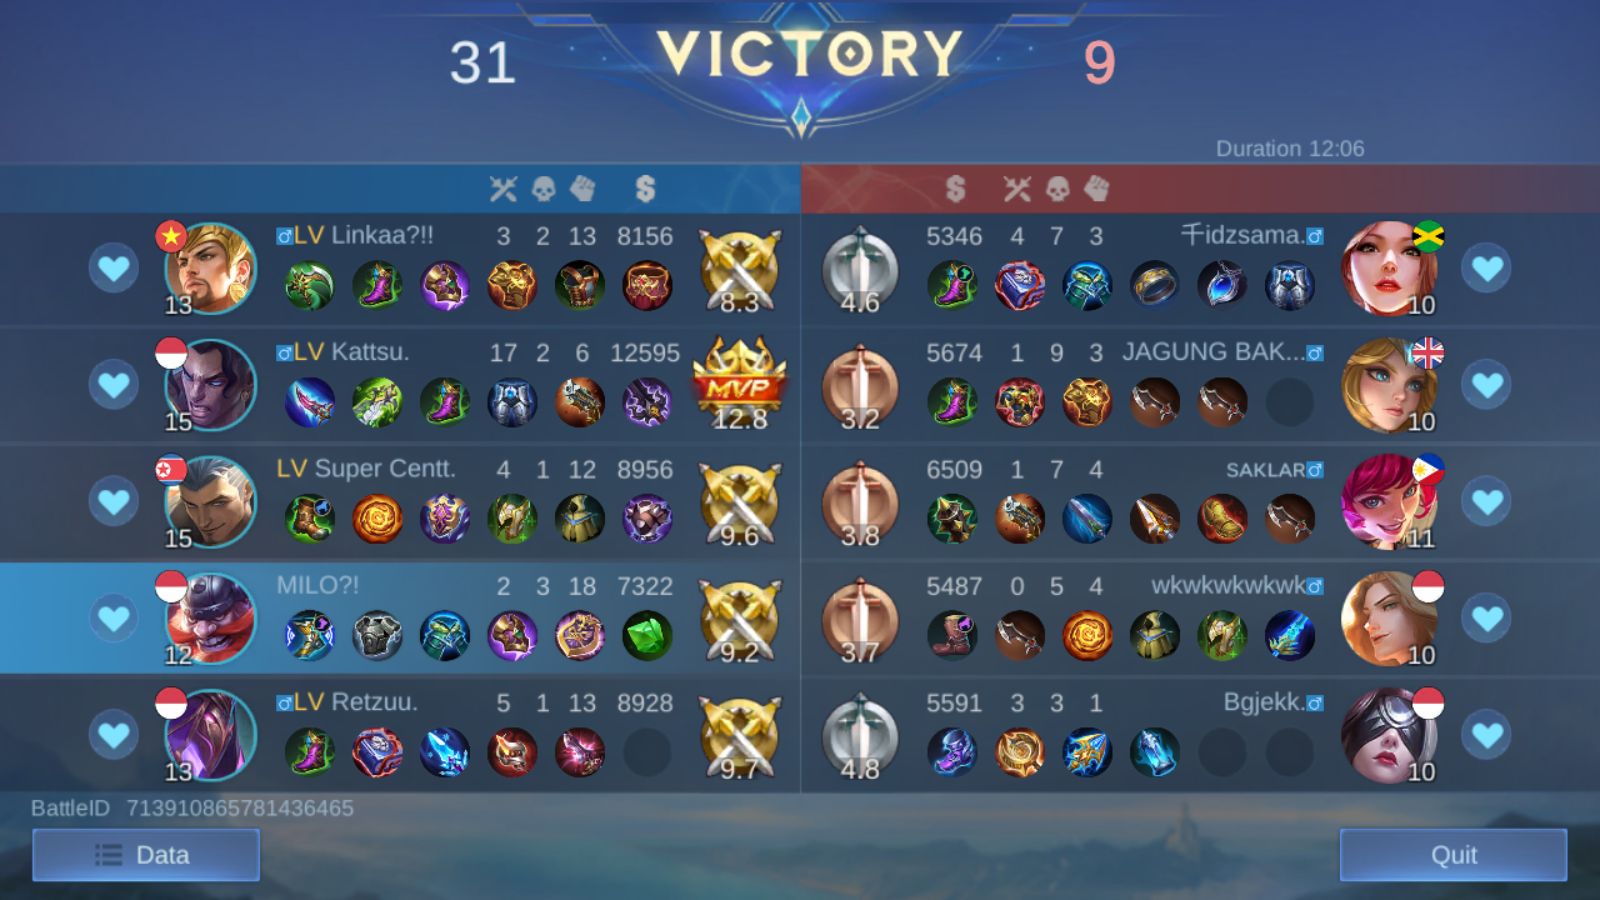 31 VICTORY 9
Duration 12:06
LV Linkaa?!! 3 2 13 8156 8.3
13
4.6 5346 4 7 3 千idzsama.
10
LV Kattsu. 17 2 6 12595 MVP 12.8
15
3.2 5674 1 9 3 JAGUNG BAK...
10
LV Super Centt. 4 1 12 8956 9.6
15
3.8 6509 1 7 4 SAKLAR
11
MILO?! 2 3 18 7322 9.2
12
3.7 5487 0 5 4 wkwkwkwkwk
10
LV Retzuu. 5 1 13 8928 9.7
13
4.8 5591 3 3 1 Bgjekk.
10
BattleID 713910865781436465
Data
Quit